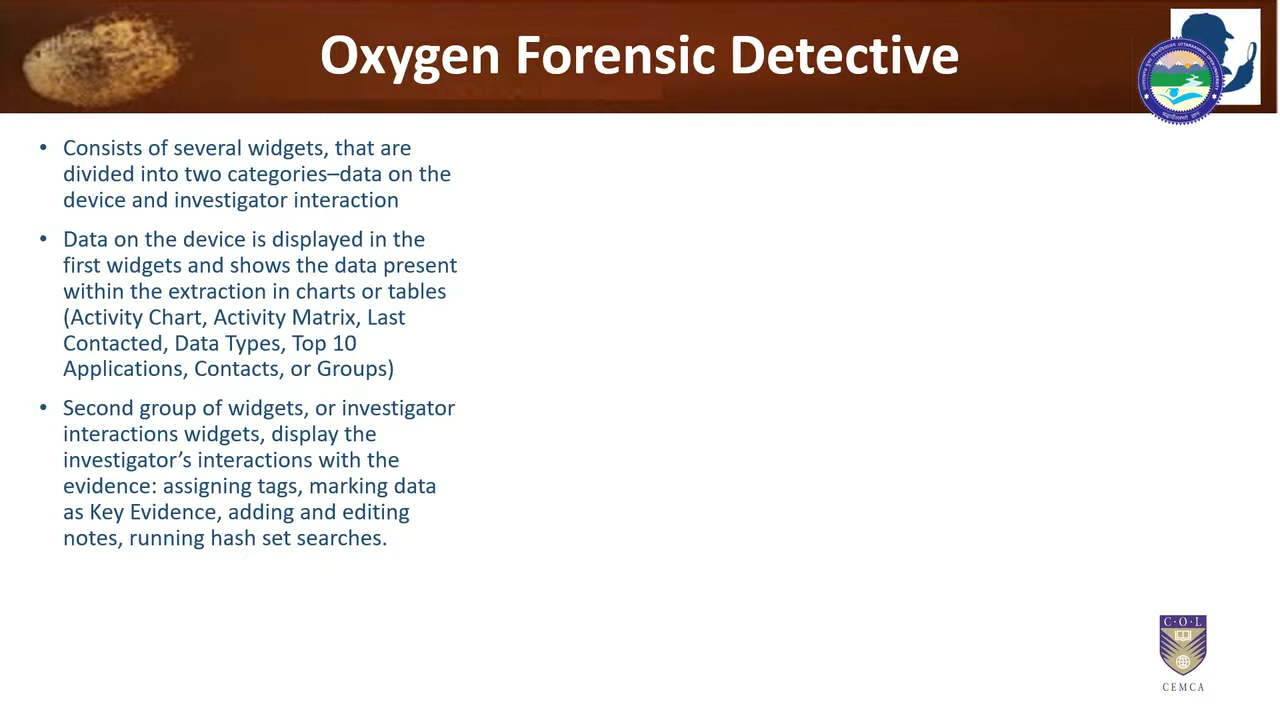 Oxygen Forensic Detective
• Consists of several widgets, that are
divided into two categories–data on the
device and investigator interaction
• Data on the device is displayed in the
first widgets and shows the data present
within the extraction in charts or tables
(Activity Chart, Activity Matrix, Last
Contacted, Data Types, Top 10
Applications, Contacts, or Groups)
• Second group of widgets, or investigator
interactions widgets, display the
investigator’s interactions with the
evidence: assigning tags, marking data
as Key Evidence, adding and editing
notes, running hash set searches.
C·O·L
CEMCA